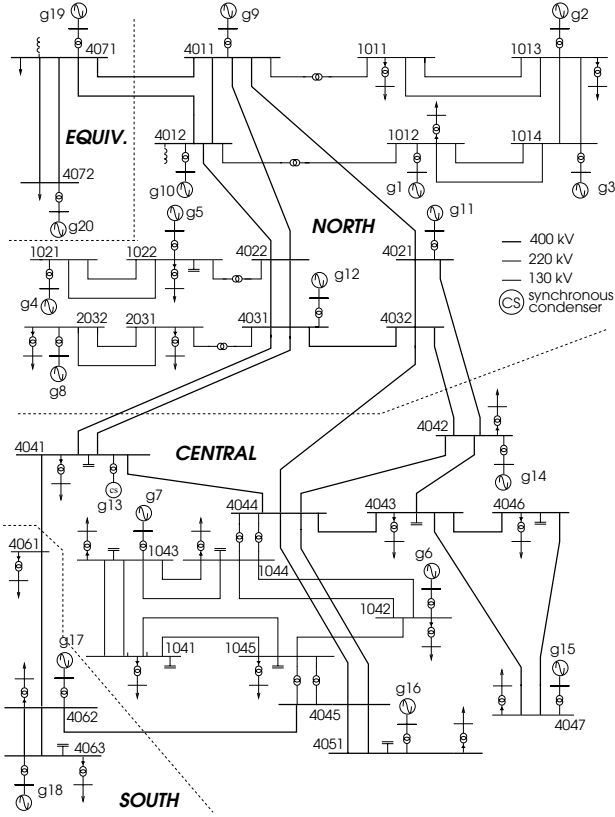 g19
g9
g2
4071
4011
1011
1013
EQUIV.
4012
1012
1014
4072
g10
g1
g3
g20
g5
NORTH
g11
400 kV
220 kV
130 kV
CS synchronous
condenser
1021
1022
4022
4021
g12
g4
2032
2031
4031
4032
g8
4042
4041
CENTRAL
g14
cs
g13
g7
4044
4043
4046
1043
1044
g6
4061
1042
g17
1041
1045
g15
g16
4062
4045
4047
4063
4051
g18
SOUTH